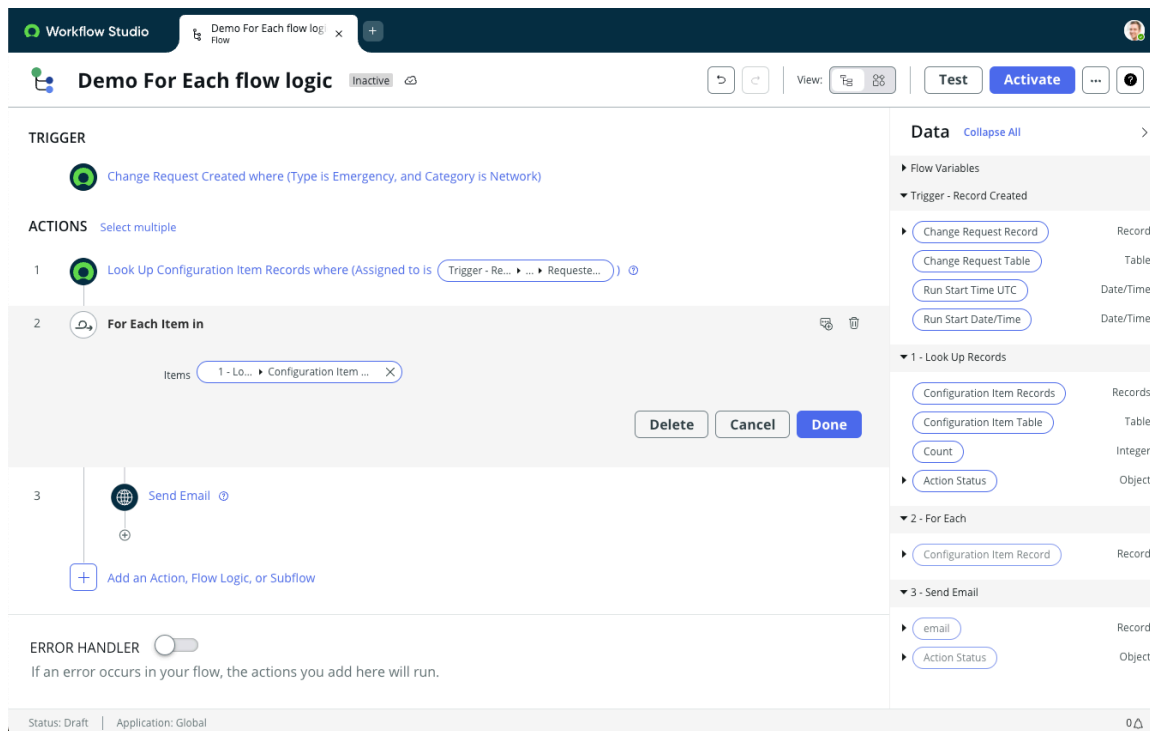 Workflow Studio
Demo For Each flow log
Flow
Demo For Each flow logic Inactive
View:
Test
Activate
TRIGGER
Change Request Created where (Type is Emergency, and Category is Network)
ACTIONS Select multiple
1 Look Up Configuration Item Records where (Assigned to is Trigger - Re... ▸ ... ▸ Requeste... )
2 For Each Item in
Items 1 - Lo... ▸ Configuration Item ...
Delete Cancel Done
3 Send Email
Add an Action, Flow Logic, or Subflow
ERROR HANDLER
If an error occurs in your flow, the actions you add here will run.
Data Collapse All
Flow Variables
Trigger - Record Created
Change Request Record Record
Change Request Table Table
Run Start Time UTC Date/Time
Run Start Date/Time Date/Time
1 - Look Up Records
Configuration Item Records Records
Configuration Item Table Table
Count Integer
Action Status Object
2 - For Each
Configuration Item Record Record
3 - Send Email
email Record
Action Status Object
Status: Draft | Application: Global
0